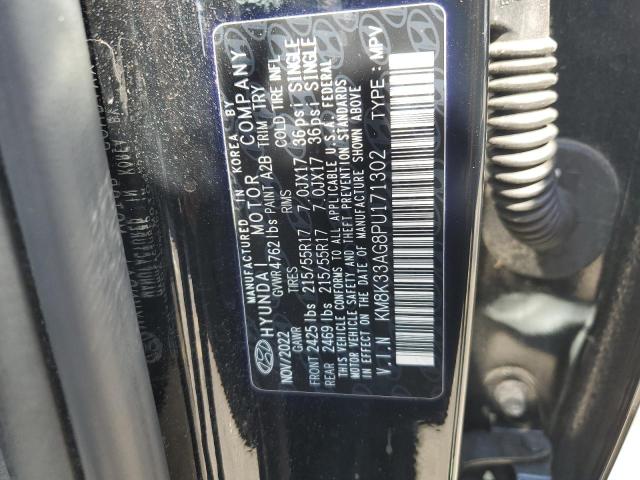 MANUFACTURED IN KOREA BY
HYUNDAI MOTOR COMPANY
NOV/2022 GVWR 4762 lbs PAINT A2B TRIM TRY
GAWR TIRES RIMS COLD TIRE INFL
FRONT 2425 lbs 215/55R17 7.0JX17 36psi SINGLE
REAR 2469 lbs 215/55R17 7.0JX17 36psi SINGLE
THIS VEHICLE CONFORMS TO ALL APPLICABLE U.S.A. FEDERAL
MOTOR VEHICLE SAFETY AND THEFT PREVENTION STANDARDS
IN EFFECT ON THE DATE OF MANUFACTURE SHOWN ABOVE
V.I.N KM8K33AG8PU171302 TYPE : MPV